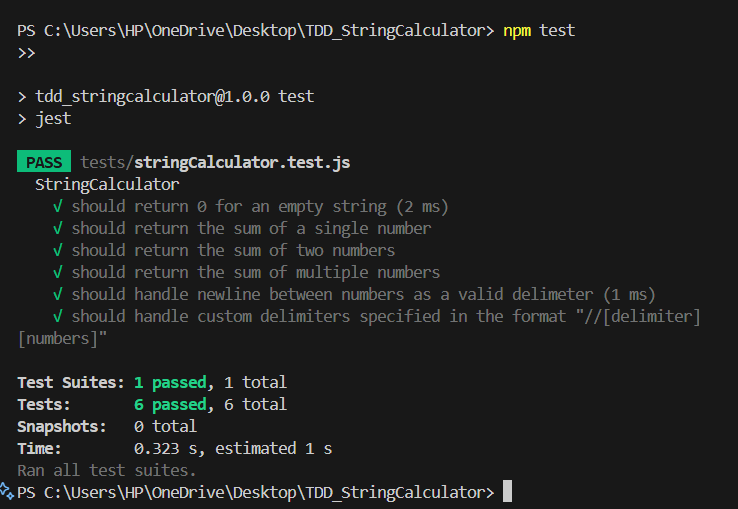 PS C:\Users\HP\OneDrive\Desktop\TDD_StringCalculator> npm test
>>
> tdd_stringcalculator@1.0.0 test
> jest
PASS tests/stringCalculator.test.js
StringCalculator
√ should return 0 for an empty string (2 ms)
√ should return the sum of a single number
√ should return the sum of two numbers
√ should return the sum of multiple numbers
√ should handle newline between numbers as a valid delimeter (1 ms)
√ should handle custom delimiters specified in the format "//[delimiter]
[numbers]"
Test Suites: 1 passed, 1 total
Tests: 6 passed, 6 total
Snapshots: 0 total
Time: 0.323 s, estimated 1 s
Ran all test suites.
PS C:\Users\HP\OneDrive\Desktop\TDD_StringCalculator>